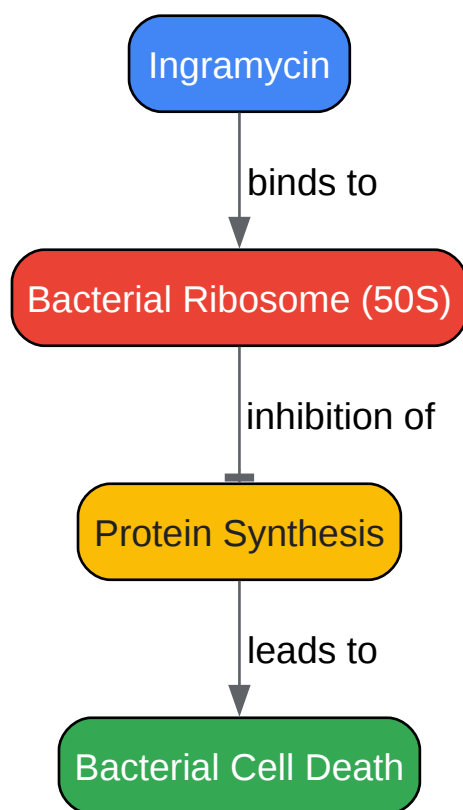 Ingramycin
binds to
Bacterial Ribosome (50S)
inhibition of
Protein Synthesis
leads to
Bacterial Cell Death